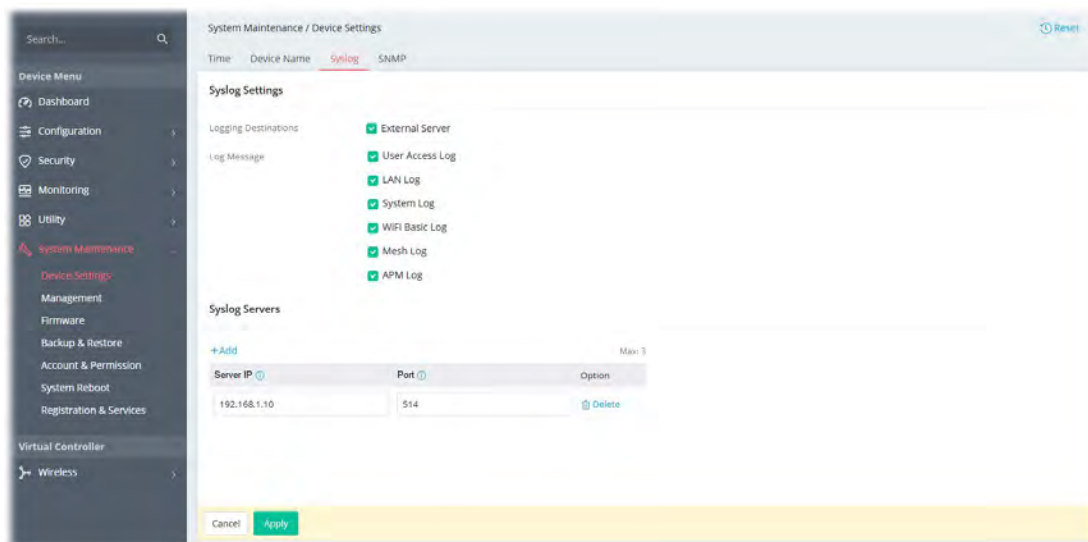 Search...
System Maintenance / Device Settings
Reset
Time Device Name Syslog SNMP
Device Menu
Dashboard
Configuration
Security
Monitoring
Utility
System Maintenance
Device Settings
Management
Firmware
Backup & Restore
Account & Permission
System Reboot
Registration & Services
Virtual Controller
Wireless
Syslog Settings
Logging Destinations External Server
Log Message User Access Log
LAN Log
System Log
WiFi Basic Log
Mesh Log
APM Log
Syslog Servers
+Add Max: 3
Server IP Port Option
192.168.1.10 514 Delete
Cancel Apply